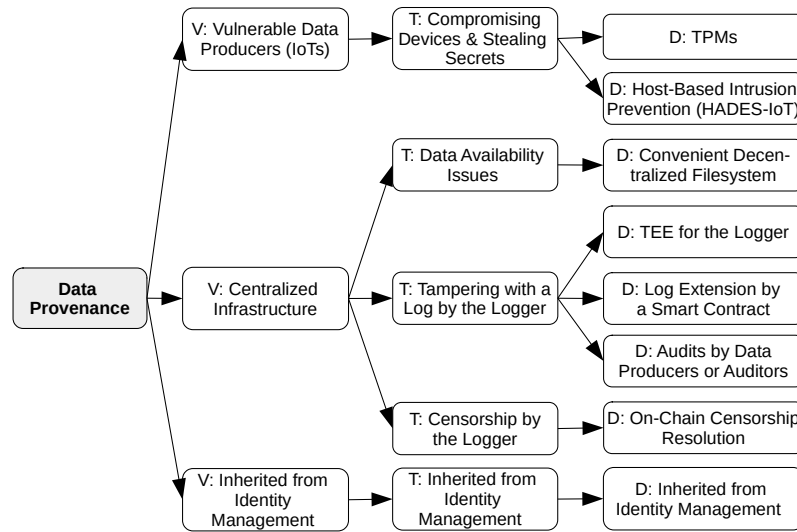 V: Vulnerable Data
Producers (IoTs)
T: Compromising
Devices & Stealing
Secrets
D: TPMs
D: Host-Based Intrusion
Prevention (HADES-IoT)
T: Data Availability
Issues
D: Convenient Decen-
tralized Filesystem
D: TEE for the Logger
Data
Provenance
V: Centralized
Infrastructure
T: Tampering with a
Log by the Logger
D: Log Extension by
a Smart Contract
D: Audits by Data
Producers or Auditors
T: Censorship by
the Logger
D: On-Chain Censorship
Resolution
V: Inherited from
Identity
Management
T: Inherited from
Identity
Management
D: Inherited from
Identity Management